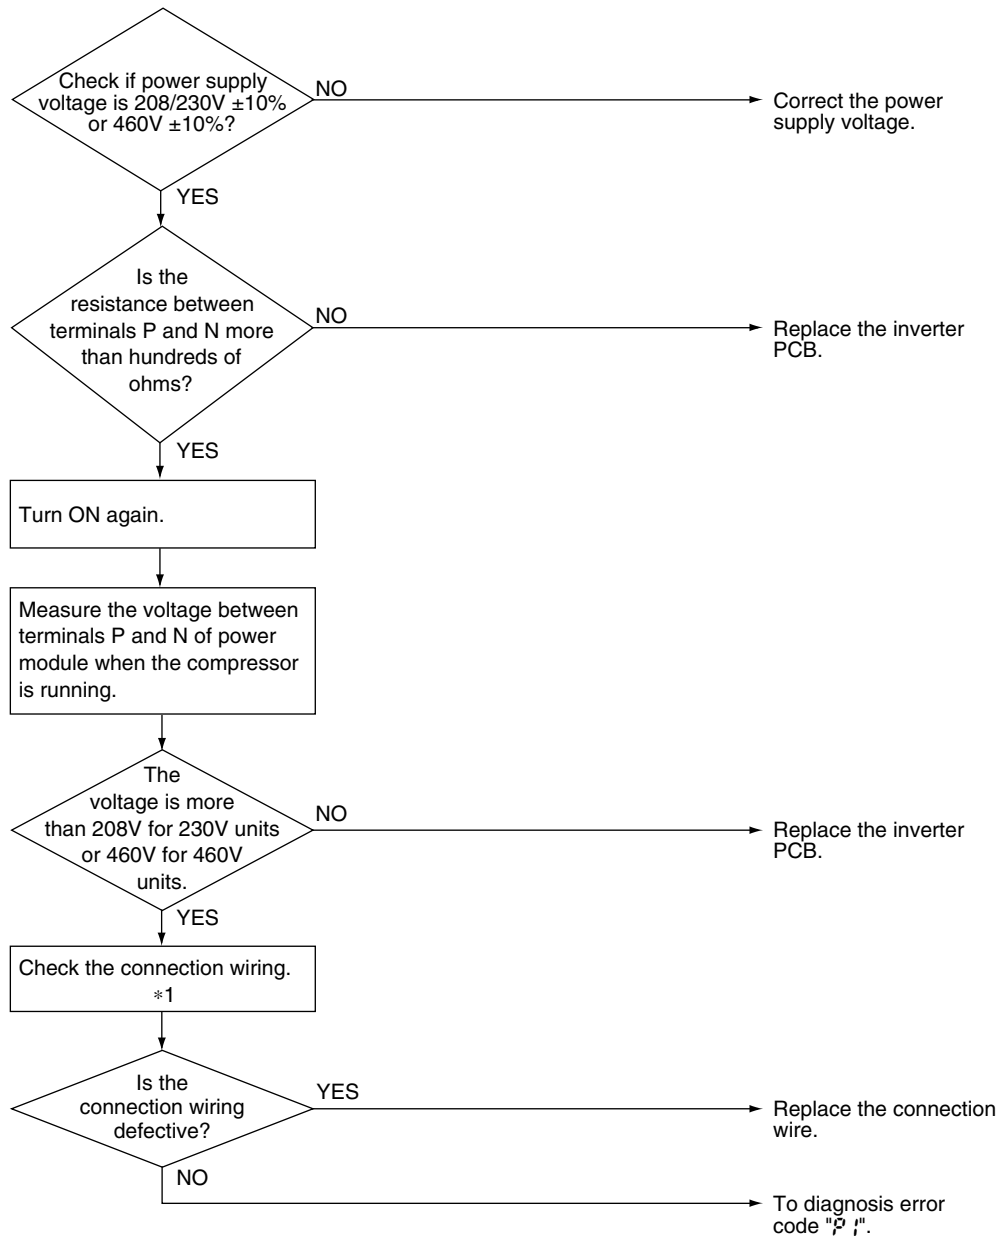 Check if power supply
voltage is 208/230V ±10%
or 460V ±10%?
NO
Correct the power
supply voltage.
YES
Is the
resistance between
terminals P and N more
than hundreds of
ohms?
NO
Replace the inverter
PCB.
YES
Turn ON again.
Measure the voltage between
terminals P and N of power
module when the compressor
is running.
The
voltage is more
than 208V for 230V units
or 460V for 460V
units.
NO
Replace the inverter
PCB.
YES
Check the connection wiring.
*1
Is the
connection wiring
defective?
YES
Replace the connection
wire.
NO
To diagnosis error
code "P1".